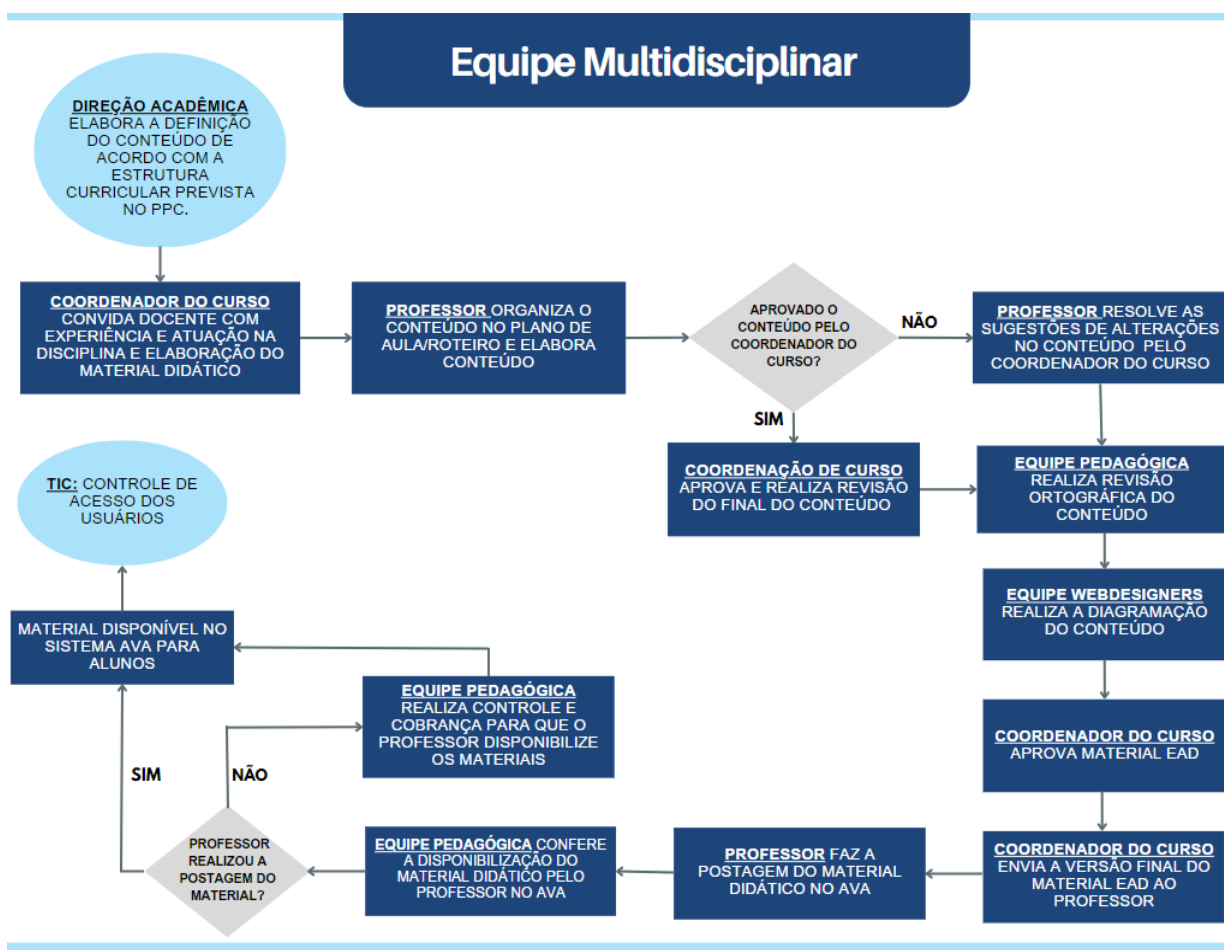 Equipe Multidisciplinar
DIREÇÃO ACADÊMICA
ELABORA A DEFINIÇÃO
DO CONTEÚDO DE
ACORDO COM A
ESTRUTURA
CURRICULAR PREVISTA
NO PPC.
COORDENADOR DO CURSO
CONVIDA DOCENTE COM
EXPERIÊNCIA E ATUAÇÃO NA
DISCIPLINA E ELABORAÇÃO DO
MATERIAL DIDÁTICO
PROFESSOR ORGANIZA O
CONTEÚDO NO PLANO DE
AULA/ROTEIRO E ELABORA
CONTEÚDO
APROVADO O
CONTEÚDO PELO
COORDENADOR DO
CURSO?
NÃO
PROFESSOR RESOLVE AS
SUGESTÕES DE ALTERAÇÕES
NO CONTEÚDO PELO
COORDENADOR DO CURSO
SIM
COORDENAÇÃO DE CURSO
APROVA E REALIZA REVISÃO
DO FINAL DO CONTEÚDO
EQUIPE PEDAGÓGICA
REALIZA REVISÃO
ORTOGRÁFICA DO
CONTEÚDO
EQUIPE WEBDESIGNERS
REALIZA A DIAGRAMAÇÃO
DO CONTEÚDO
COORDENADOR DO CURSO
APROVA MATERIAL EAD
COORDENADOR DO CURSO
ENVIA A VERSÃO FINAL DO
MATERIAL EAD AO
PROFESSOR
PROFESSOR FAZ A
POSTAGEM DO MATERIAL
DIDÁTICO NO AVA
EQUIPE PEDAGÓGICA CONFERE
A DISPONIBILIZAÇÃO DO
MATERIAL DIDÁTICO PELO
PROFESSOR NO AVA
PROFESSOR
REALIZOU A
POSTAGEM DO
MATERIAL?
SIM
NÃO
EQUIPE PEDAGÓGICA
REALIZA CONTROLE E
COBRANÇA PARA QUE O
PROFESSOR DISPONIBILIZE
OS MATERIAIS
MATERIAL DISPONÍVEL NO
SISTEMA AVA PARA
ALUNOS
TIC: CONTROLE DE
ACESSO DOS
USUÁRIOS